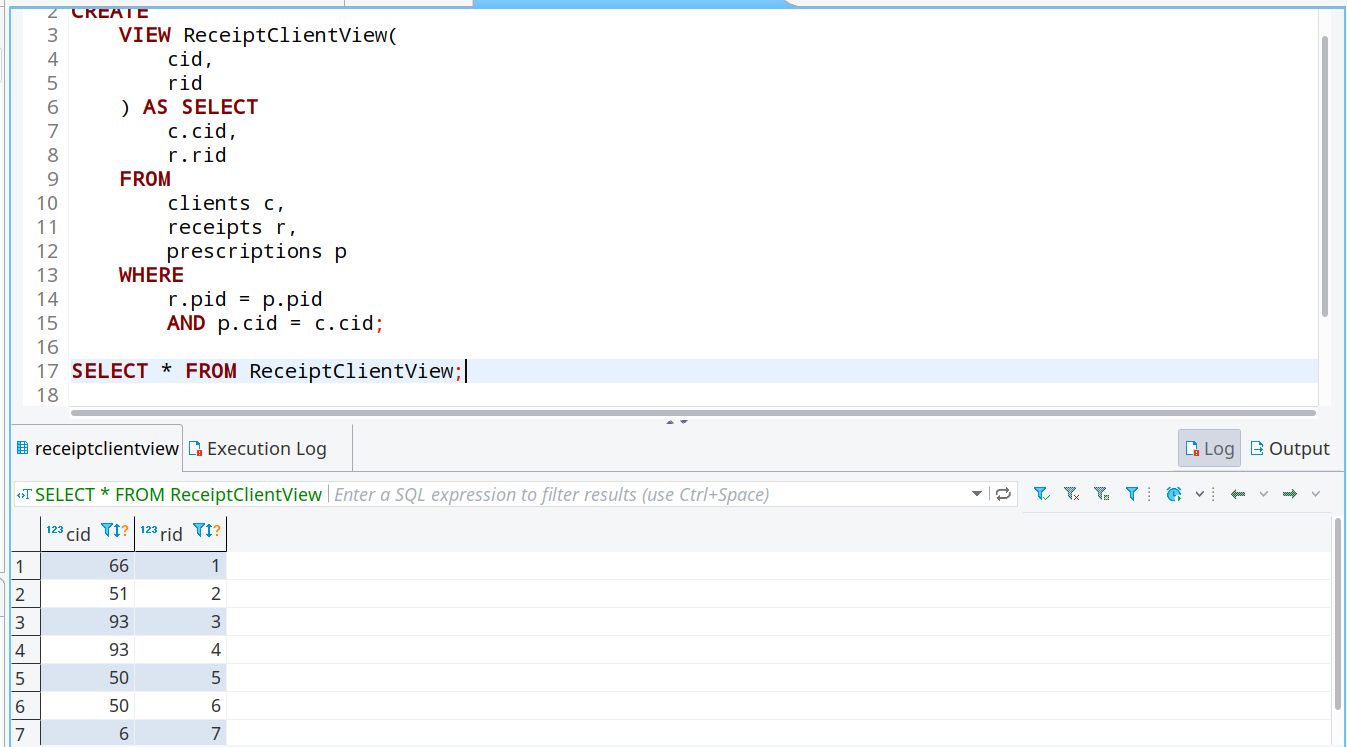 2 CREATE
3 VIEW ReceiptClientView(
4 cid,
5 rid
6 ) AS SELECT
7 c.cid,
8 r.rid
9 FROM
10 clients c,
11 receipts r,
12 prescriptions p
13 WHERE
14 r.pid = p.pid
15 AND p.cid = c.cid;
16
17 SELECT * FROM ReceiptClientView;
18
receiptclientview Execution Log Log Output
SELECT * FROM ReceiptClientView Enter a SQL expression to filter results (use Ctrl+Space)
123 cid ? 123 rid ?
1 66 1
2 51 2
3 93 3
4 93 4
5 50 5
6 50 6
7 6 7